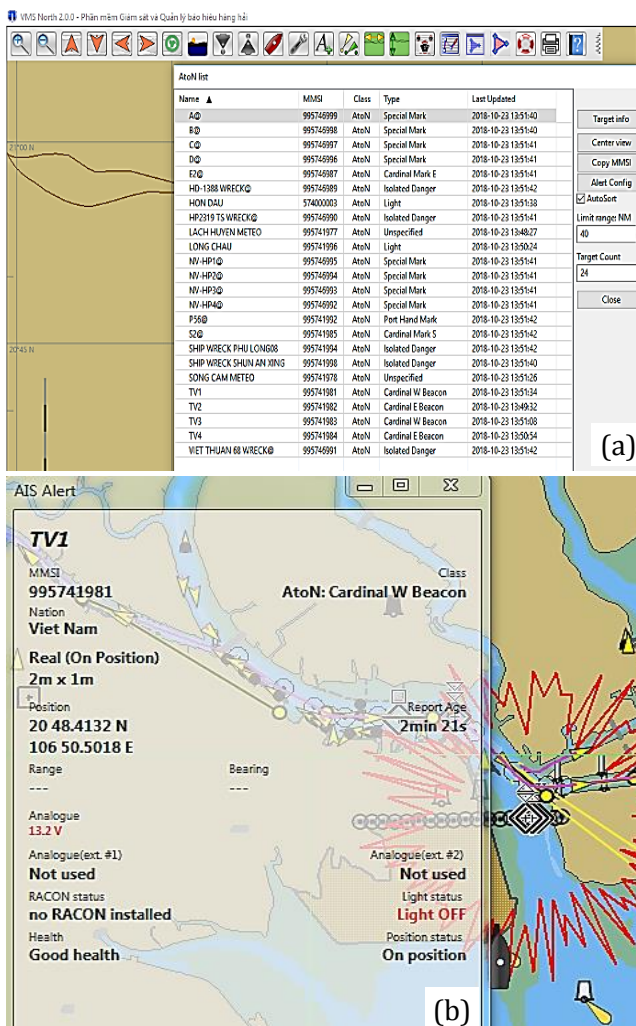 VMS North 2.0.0 - Phần mềm Giám sát và Quản lý báo hiệu hàng hải
AtoN list
Name MMSI Class Type Last Updated
A@ 995746999 AtoN Special Mark 2018-10-23 13:51:40
B@ 995746998 AtoN Special Mark 2018-10-23 13:51:40
C@ 995746997 AtoN Special Mark 2018-10-23 13:51:41
D@ 995746996 AtoN Special Mark 2018-10-23 13:51:41
E2@ 995746987 AtoN Cardinal Mark E 2018-10-23 13:51:41
HD-1388 WRECK@ 995746989 AtoN Isolated Danger 2018-10-23 13:51:42
HON DAU 574000003 AtoN Light 2018-10-23 13:51:38
HP2319 TS WRECK@ 995746990 AtoN Isolated Danger 2018-10-23 13:51:41
LACH HUYEN METEO 995741977 AtoN Unspecified 2018-10-23 13:48:27
LONG CHAU 995741996 AtoN Light 2018-10-23 13:50:24
NV-HP1@ 995746995 AtoN Special Mark 2018-10-23 13:51:41
NV-HP2@ 995746994 AtoN Special Mark 2018-10-23 13:51:41
NV-HP3@ 995746993 AtoN Special Mark 2018-10-23 13:51:41
NV-HP4@ 995746992 AtoN Special Mark 2018-10-23 13:51:41
P56@ 995741992 AtoN Port Hand Mark 2018-10-23 13:51:42
S2@ 995741985 AtoN Cardinal Mark S 2018-10-23 13:51:42
SHIP WRECK PHU LONG08 995741994 AtoN Isolated Danger 2018-10-23 13:51:42
SHIP WRECK SHUN AN XING 995741998 AtoN Isolated Danger 2018-10-23 13:51:40
SONG CAM METEO 995741978 AtoN Unspecified 2018-10-23 13:51:26
TV1 995741981 AtoN Cardinal W Beacon 2018-10-23 13:51:34
TV2 995741982 AtoN Cardinal E Beacon 2018-10-23 13:49:32
TV3 995741983 AtoN Cardinal W Beacon 2018-10-23 13:51:08
TV4 995741984 AtoN Cardinal E Beacon 2018-10-23 13:50:54
VIET THUAN 68 WRECK@ 995746991 AtoN Isolated Danger 2018-10-23 13:51:42
Target info
Center view
Copy MMSI
Alert Config
AutoSort
Limit range: NM
40
Target Count
24
Close
21°00 N
20°45 N
(a)
AIS Alert
TV1
MMSI Class
995741981 AtoN: Cardinal W Beacon
Nation
Viet Nam
Real (On Position)
2m x 1m
Position Report Age
20 48.4132 N 2min 21s
106 50.5018 E
Range Bearing
--- ---
Analogue
13.2 V
Analogue(ext. #1) Analogue(ext. #2)
Not used Not used
RACON status Light status
no RACON installed Light OFF
Health Position status
Good health On position
(b)